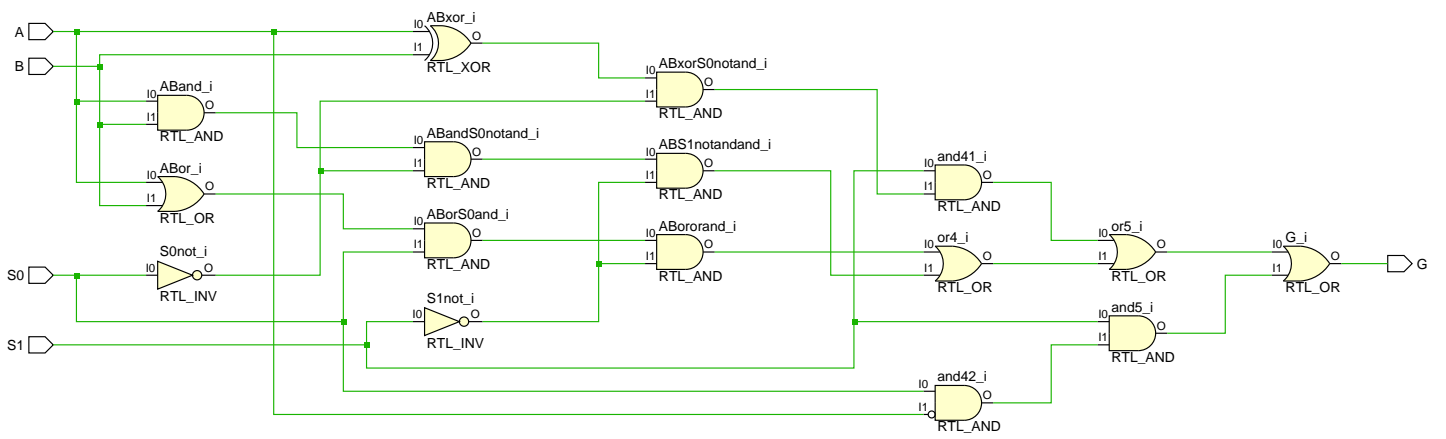 A
B
S0
S1
ABxor_i
I0
I1
O
RTL_XOR
ABand_i
I0
I1
O
RTL_AND
ABor_i
I0
I1
O
RTL_OR
S0not_i
I0
O
RTL_INV
ABandS0notand_i
I0
I1
O
RTL_AND
ABorS0and_i
I0
I1
O
RTL_AND
S1not_i
I0
O
RTL_INV
ABxorS0notand_i
I0
I1
O
RTL_AND
ABS1notandand_i
I0
I1
O
RTL_AND
ABororand_i
I0
I1
O
RTL_AND
and41_i
I0
I1
O
RTL_AND
or4_i
I0
I1
O
RTL_OR
and42_i
I0
I1
O
RTL_AND
or5_i
I0
I1
O
RTL_OR
and5_i
I0
I1
O
RTL_AND
G_i
I0
I1
O
RTL_OR
G